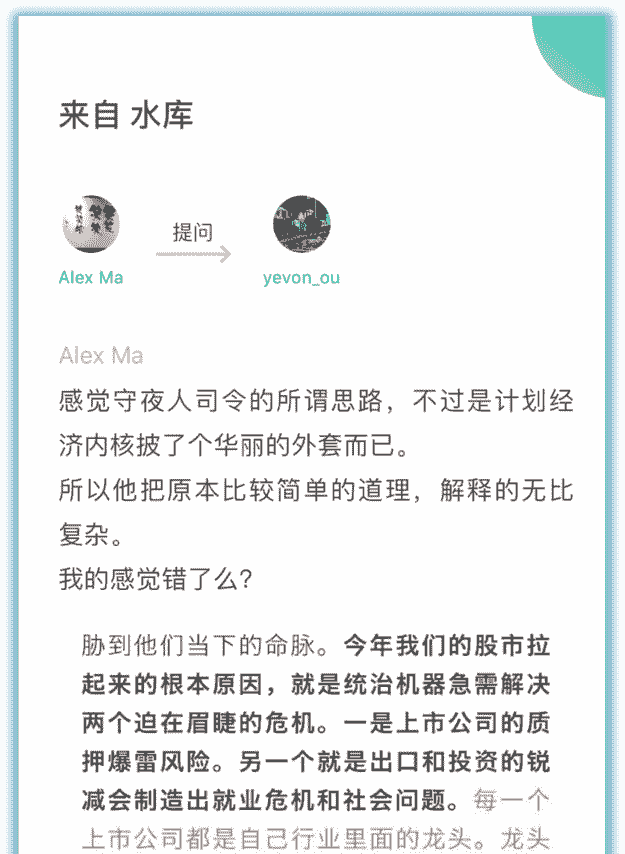 来自 水库
提问
Alex Ma
yevon_ou
Alex Ma
感觉守夜人司令的所谓思路，不过是计划经
济内核披了个华丽的外套而已。
所以他把原本比较简单的道理，解释的无比
复杂。
我的感觉错了么？
胁到他们当下的命脉。今年我们的股市拉
起来的根本原因，就是统治机器急需解决
两个迫在眉睫的危机。一是上市公司的质
押爆雷风险。另一个就是出口和投资的锐
减会制造出就业危机和社会问题。每一个
上市公司都是自己行业里面的龙头。龙头